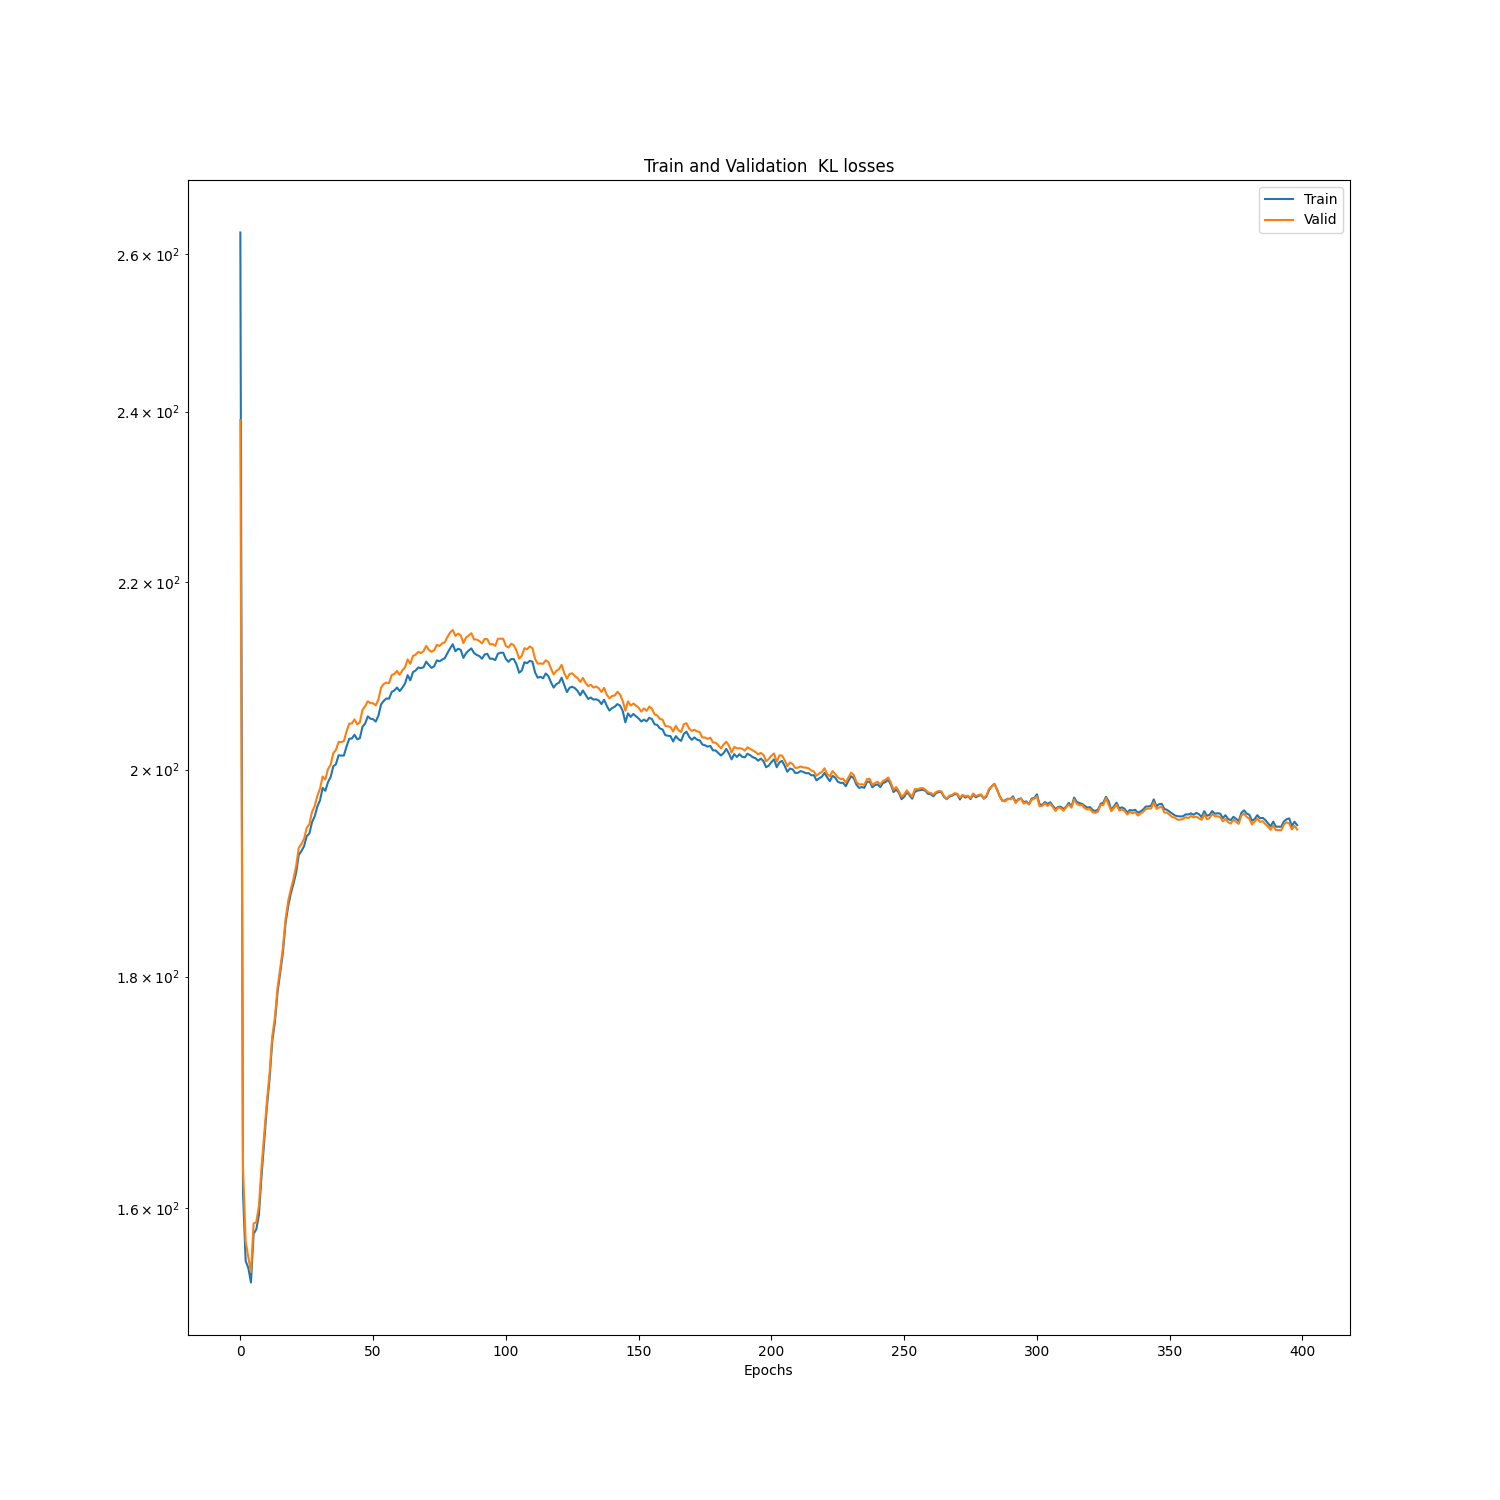 Train and Validation  KL losses
Train
Valid
2.6 × 10²
2.4 × 10²
2.2 × 10²
2 × 10²
1.8 × 10²
1.6 × 10²
0 50 100 150 200 250 300 350 400
Epochs